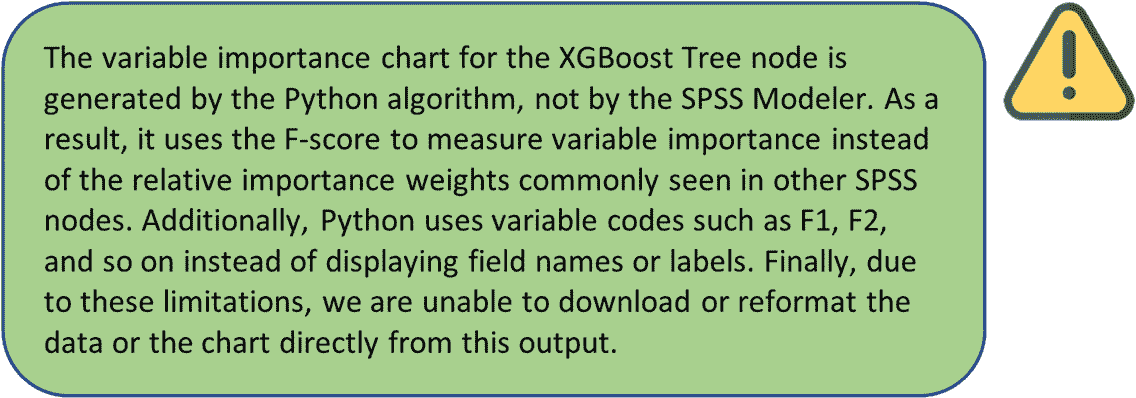 The variable importance chart for the XGBoost Tree node is
generated by the Python algorithm, not by the SPSS Modeler. As a
result, it uses the F-score to measure variable importance instead
of the relative importance weights commonly seen in other SPSS
nodes. Additionally, Python uses variable codes such as F1, F2,
and so on instead of displaying field names or labels. Finally, due
to these limitations, we are unable to download or reformat the
data or the chart directly from this output.